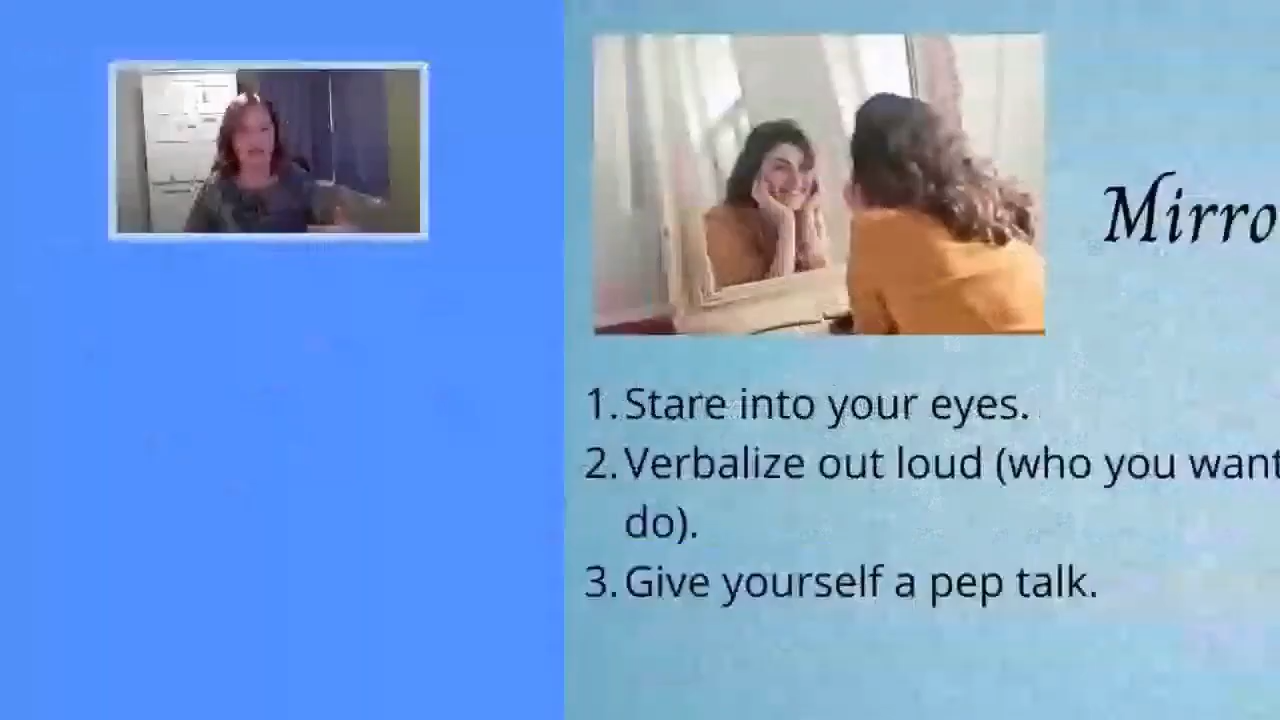 Mirro
1. Stare into your eyes.
2. Verbalize out loud (who you want
do).
3. Give yourself a pep talk.